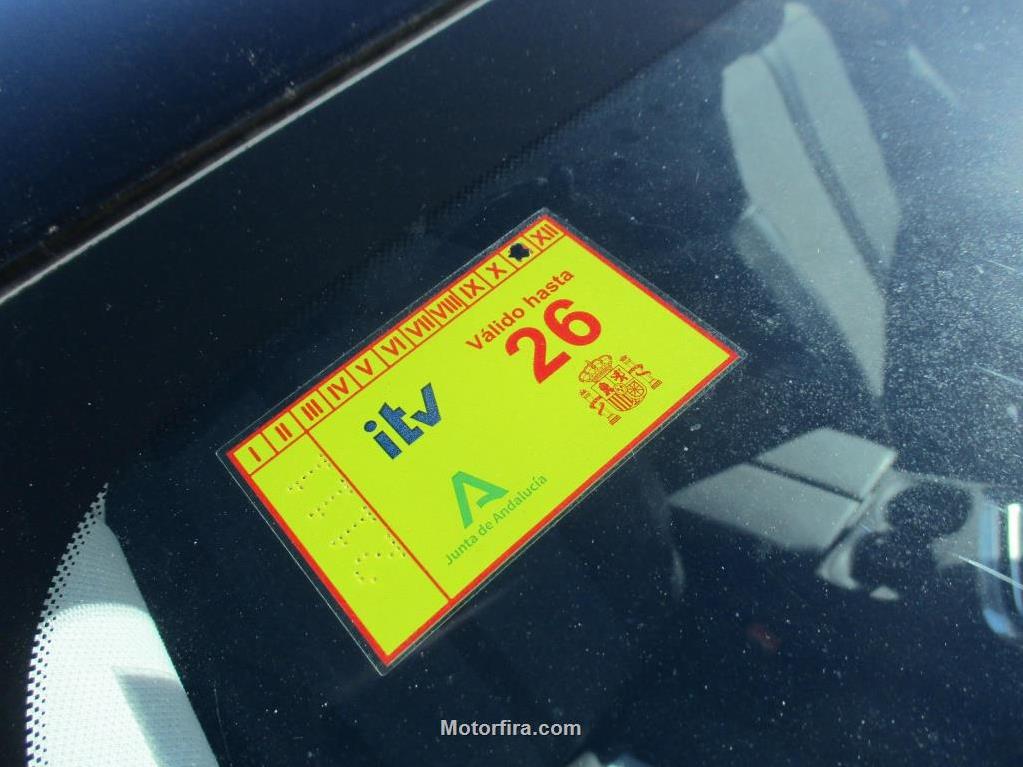 I II III IV V VI VII VIII IX X XII
Válido hasta
26
itv
Junta de Andalucía
Motorfira.com